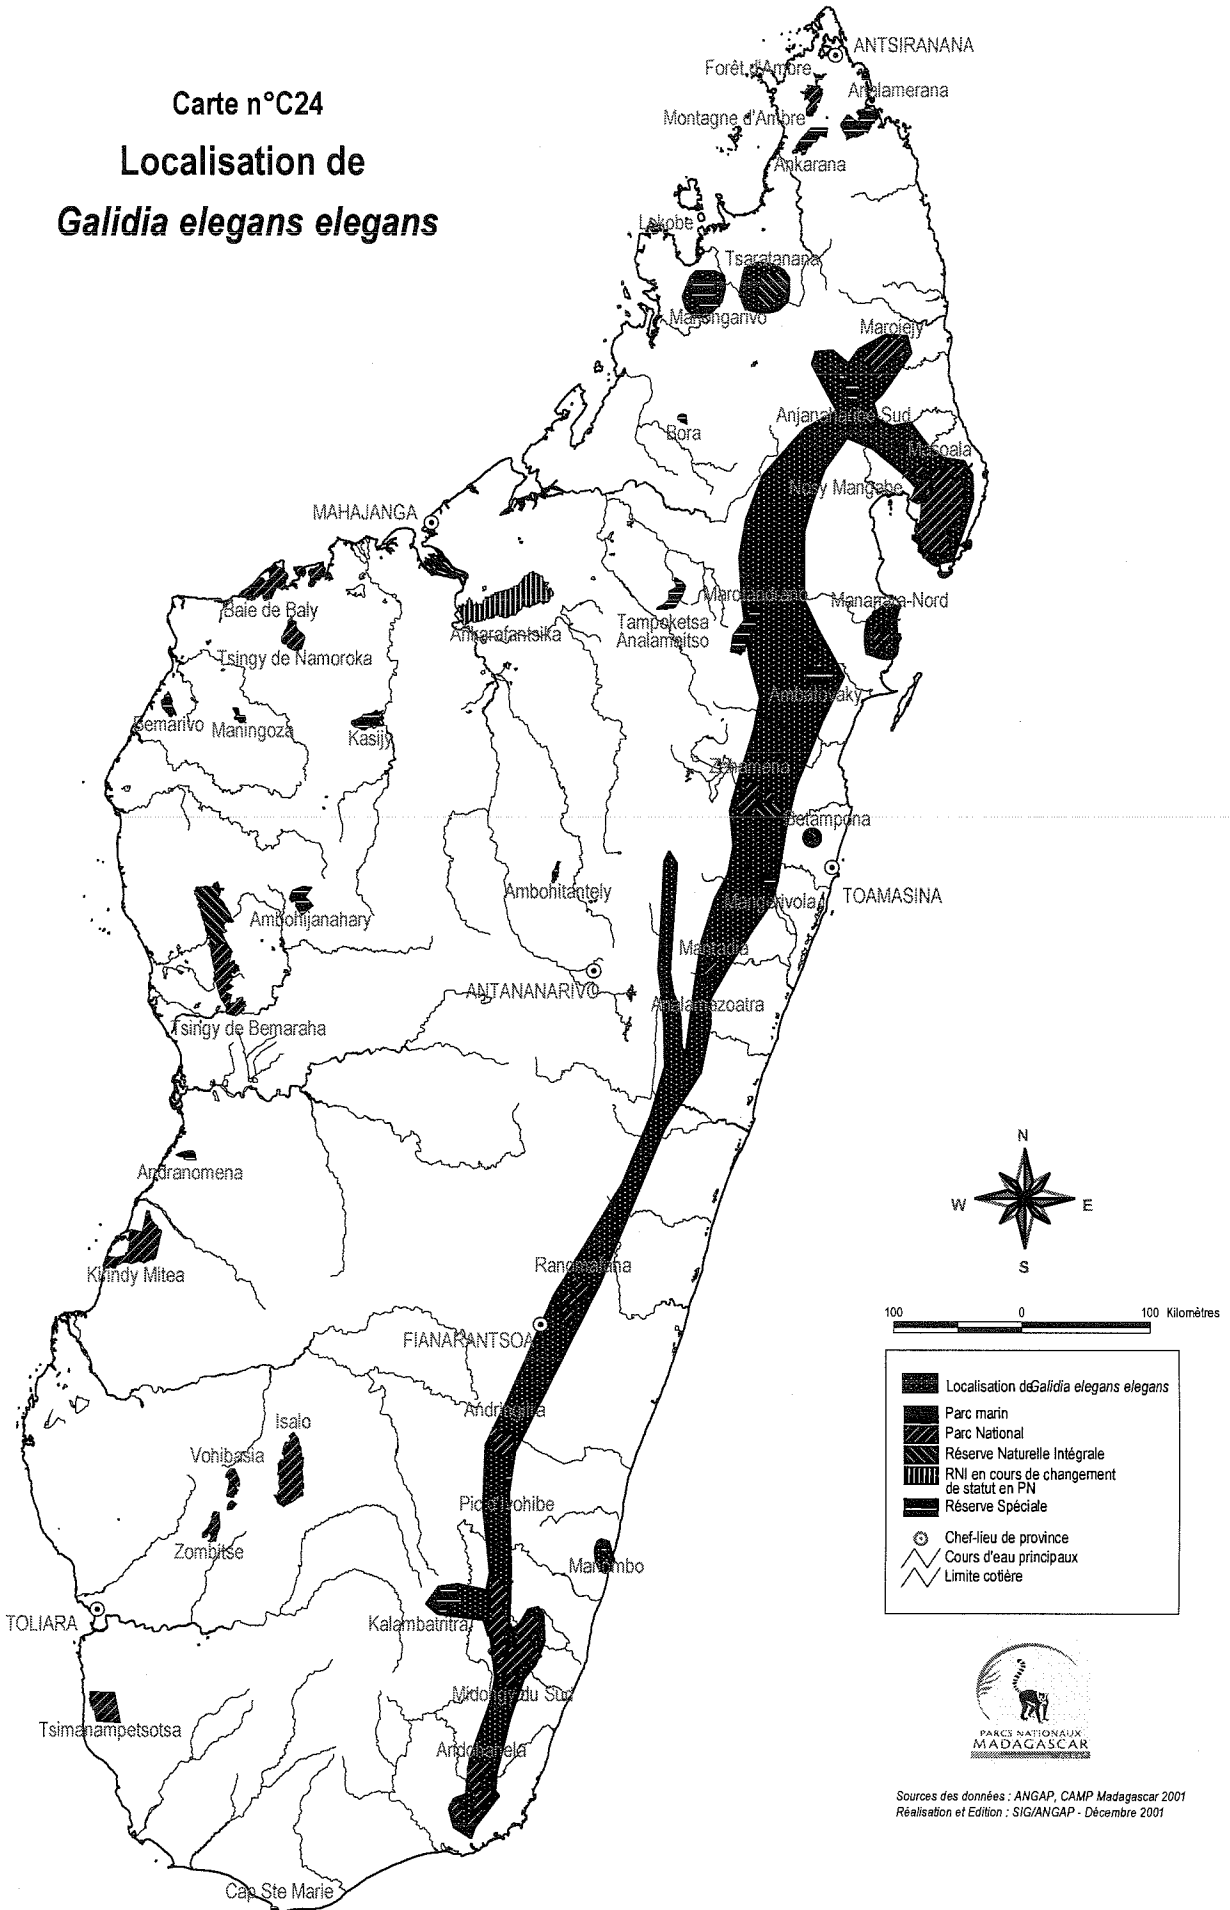 Carte n°C24
Localisation de
Galidia elegans elegans
ANTSIRANANA
Forêt d'Ambre
Analamerana
Montagne d'Ambre
Ankarana
Lokobe
Tsaratanana
Manongarivo
Marojejy
Anjanaharibe Sud
Bora
Masoala
Nosy Mangabe
MAHAJANGA
Baie de Baly
Ankarafantsika
Tampoketsa
Analamaitso
Marotandrano
Mananara-Nord
Tsingy de Namoroka
Bemarivo
Maningoza
Kasijy
Ambatovaky
Zahamena
Betampona
Ambohitantely
TOAMASINA
Mangerivola
Ambohijanahary
Mantadia
ANTANANARIVO
Analamazoatra
Tsingy de Bemaraha
Andranomena
N
W
E
S
Kirindy Mitea
Ranomafana
100
0
100 Kilomètres
FIANARANTSOA
Localisation de Galidia elegans elegans
Parc marin
Parc National
Réserve Naturelle Intégrale
RNI en cours de changement
de statut en PN
Réserve Spéciale
Chef-lieu de province
Cours d'eau principaux
Limite cotière
Andringitra
Isalo
Vohibasia
Pic d'Ivohibe
Zombitse
Manombo
TOLIARA
Kalambatritra
Midongy du Sud
Tsimanampetsotsa
Andohahela
PARCS NATIONAUX
MADAGASCAR
Sources des données : ANGAP, CAMP Madagascar 2001
Réalisation et Edition : SIG/ANGAP - Décembre 2001
Cap Ste Marie